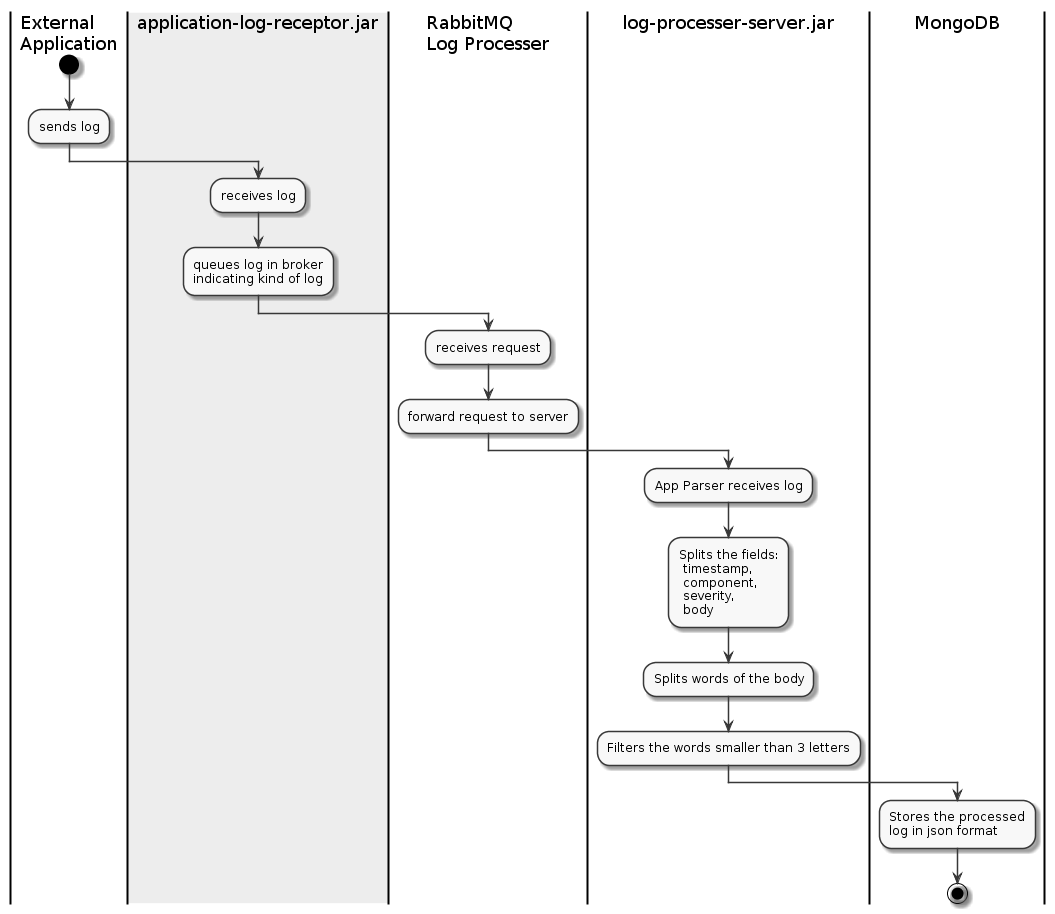 External
Application
application-log-receptor.jar
RabbitMQ
Log Processer
log-processer-server.jar
MongoDB
sends log
receives log
queues log in broker
indicating kind of log
receives request
forward request to server
App Parser receives log
Splits the fields:
timestamp,
component,
severity,
body
Splits words of the body
Filters the words smaller than 3 letters
Stores the processed
log in json format